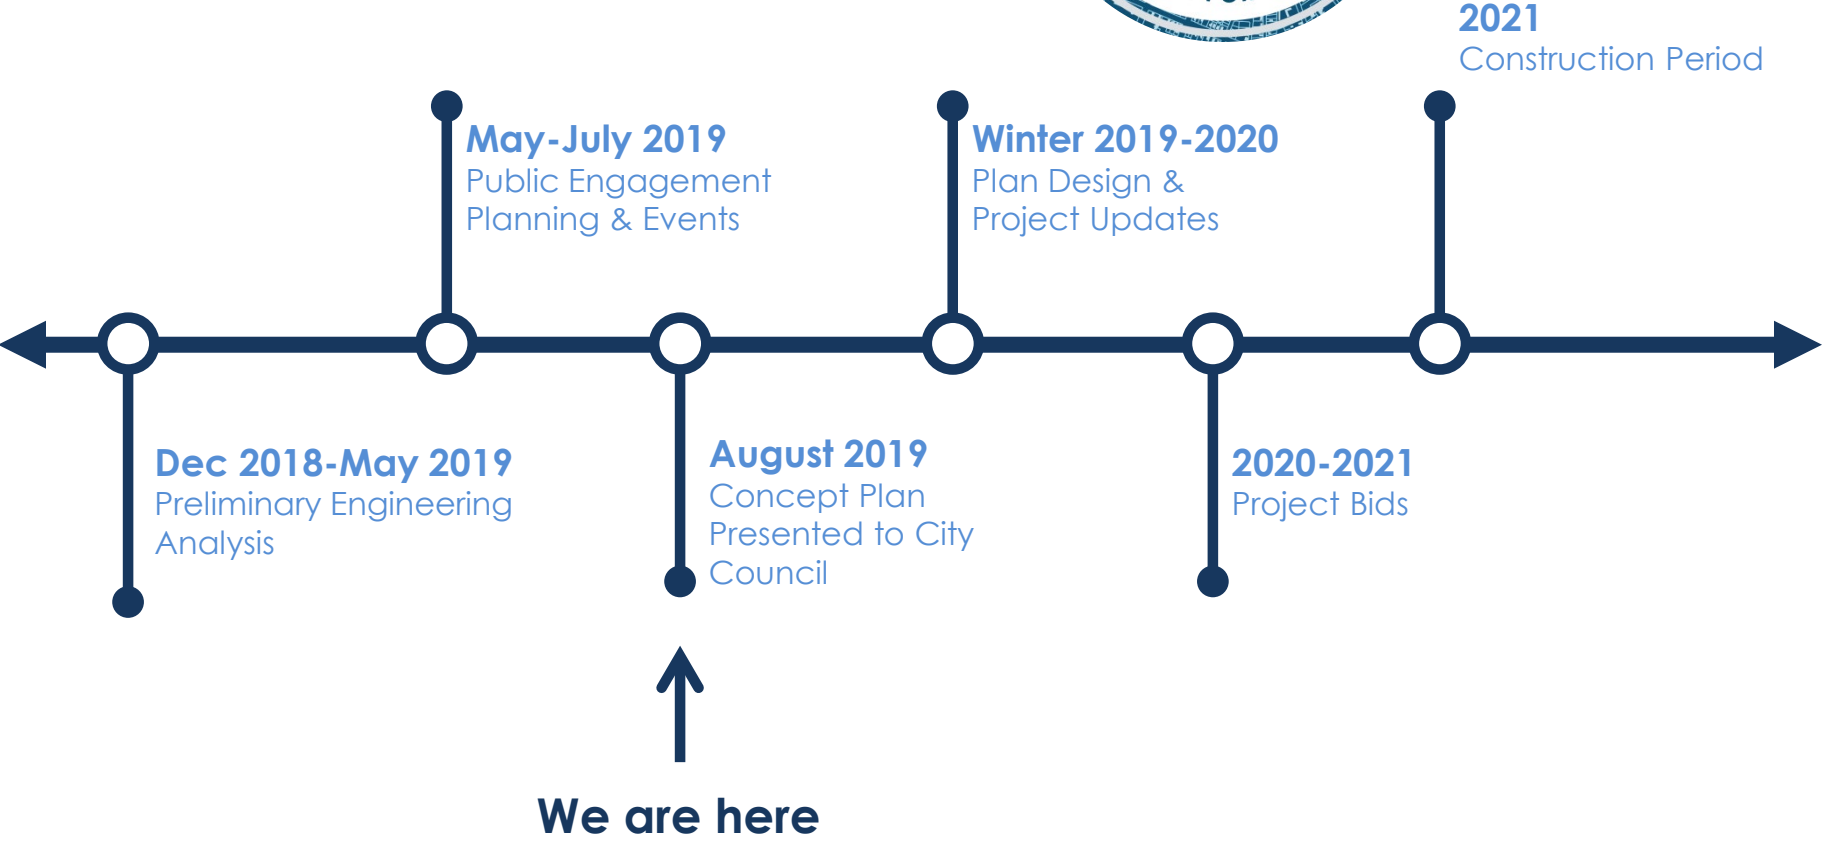 2021
Construction Period
May-July 2019
Public Engagement
Planning & Events
Winter 2019-2020
Plan Design &
Project Updates
Dec 2018-May 2019
Preliminary Engineering
Analysis
August 2019
Concept Plan
Presented to City
Council
2020-2021
Project Bids
We are here